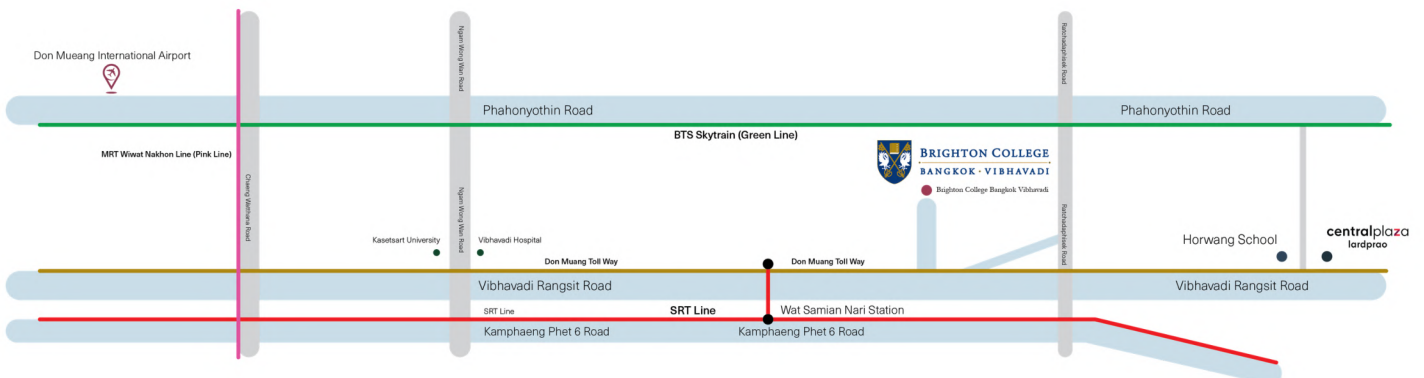 Don Mueang International Airport
Ngam Wong Wan Road
Ratchadaphisek Road
Phahonyothin Road
Phahonyothin Road
BTS Skytrain (Green Line)
MRT Wiwat Nakhon Line (Pink Line)
BRIGHTON COLLEGE
BANGKOK · VIBHAVADI
Brighton College Bangkok Vibhavadi
Chaeng Watthana Road
Ngam Wong Wan Road
Ratchadaphisek Road
Kasetsart University
Vibhavadi Hospital
Horwang School
centralplaza
lardprao
Don Muang Toll Way
Don Muang Toll Way
Vibhavadi Rangsit Road
Vibhavadi Rangsit Road
SRT Line
SRT Line
Wat Samian Nari Station
Kamphaeng Phet 6 Road
Kamphaeng Phet 6 Road